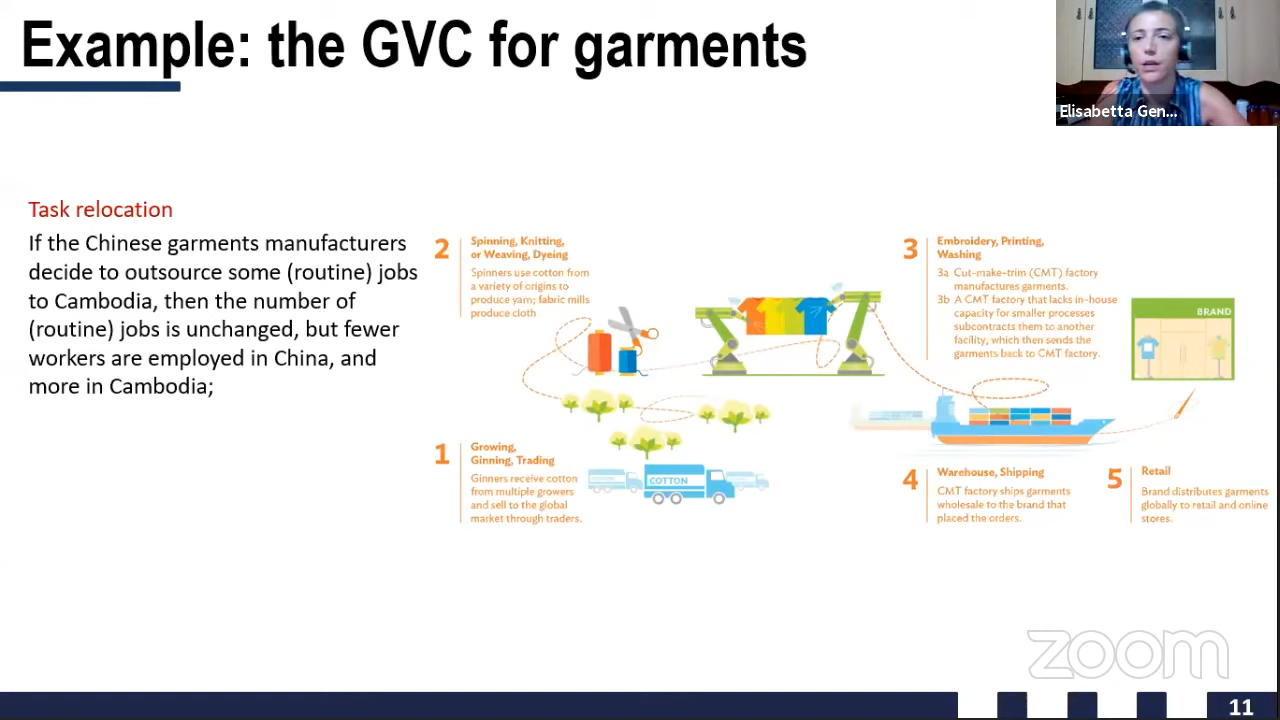 Example: the GVC for garments
Elisabetta Gen...
Task relocation
If the Chinese garments manufacturers
decide to outsource some (routine) jobs
to Cambodia, then the number of
(routine) jobs is unchanged, but fewer
workers are employed in China, and
more in Cambodia;
2
Spinning, Knitting,
or Weaving, Dyeing
Spinners use cotton from
a variety of origins to
produce yarn; fabric mills
produce cloth
3
Embroidery, Printing,
Washing
3a Cut-make-trim (CMT) factory
manufactures garments.
3b A CMT factory that lacks in-house
capacity for smaller processes
subcontracts them to another
facility, which then sends the
garments back to CMT factory.
BRAND
1
Growing,
Ginning, Trading
Ginners receive cotton
from multiple growers
and sell to the global
market through traders.
COTTON
4
Warehouse, Shipping
CMT factory ships garments
wholesale to the brand that
placed the orders.
5
Retail
Brand distributes garments
globally to retail and online
stores.
zoom
11